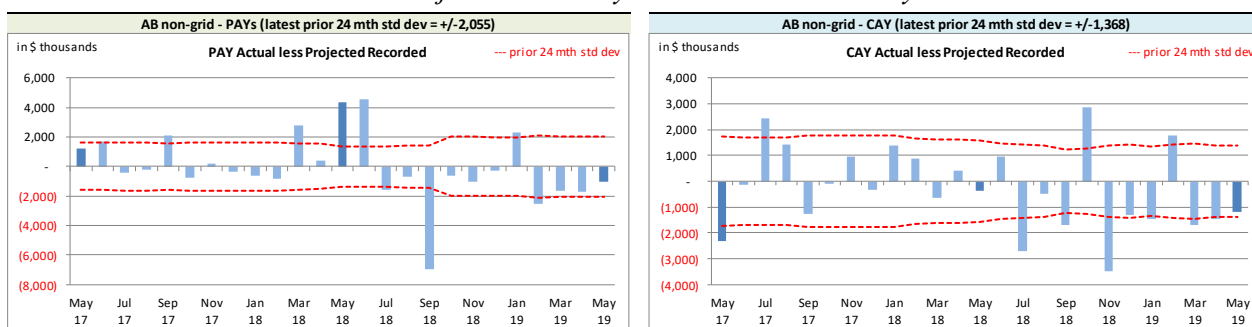 AB non-grid - PAYs (latest prior 24 mth std dev = +/-2,055)
in $ thousands
PAY Actual less Projected Recorded
--- prior 24 mth std dev
6,000
4,000
2,000
-
(2,000)
(4,000)
(6,000)
(8,000)
May Jul Sep Nov Jan Mar May Jul Sep Nov Jan Mar May
17 17 17 17 18 18 18 18 18 18 19 19 19
AB non-grid - CAY (latest prior 24 mth std dev = +/-1,368)
in $ thousands
CAY Actual less Projected Recorded
--- prior 24 mth std dev
4,000
3,000
2,000
1,000
-
(1,000)
(2,000)
(3,000)
(4,000)
May Jul Sep Nov Jan Mar May Jul Sep Nov Jan Mar May
17 17 17 17 18 18 18 18 18 18 19 19 19